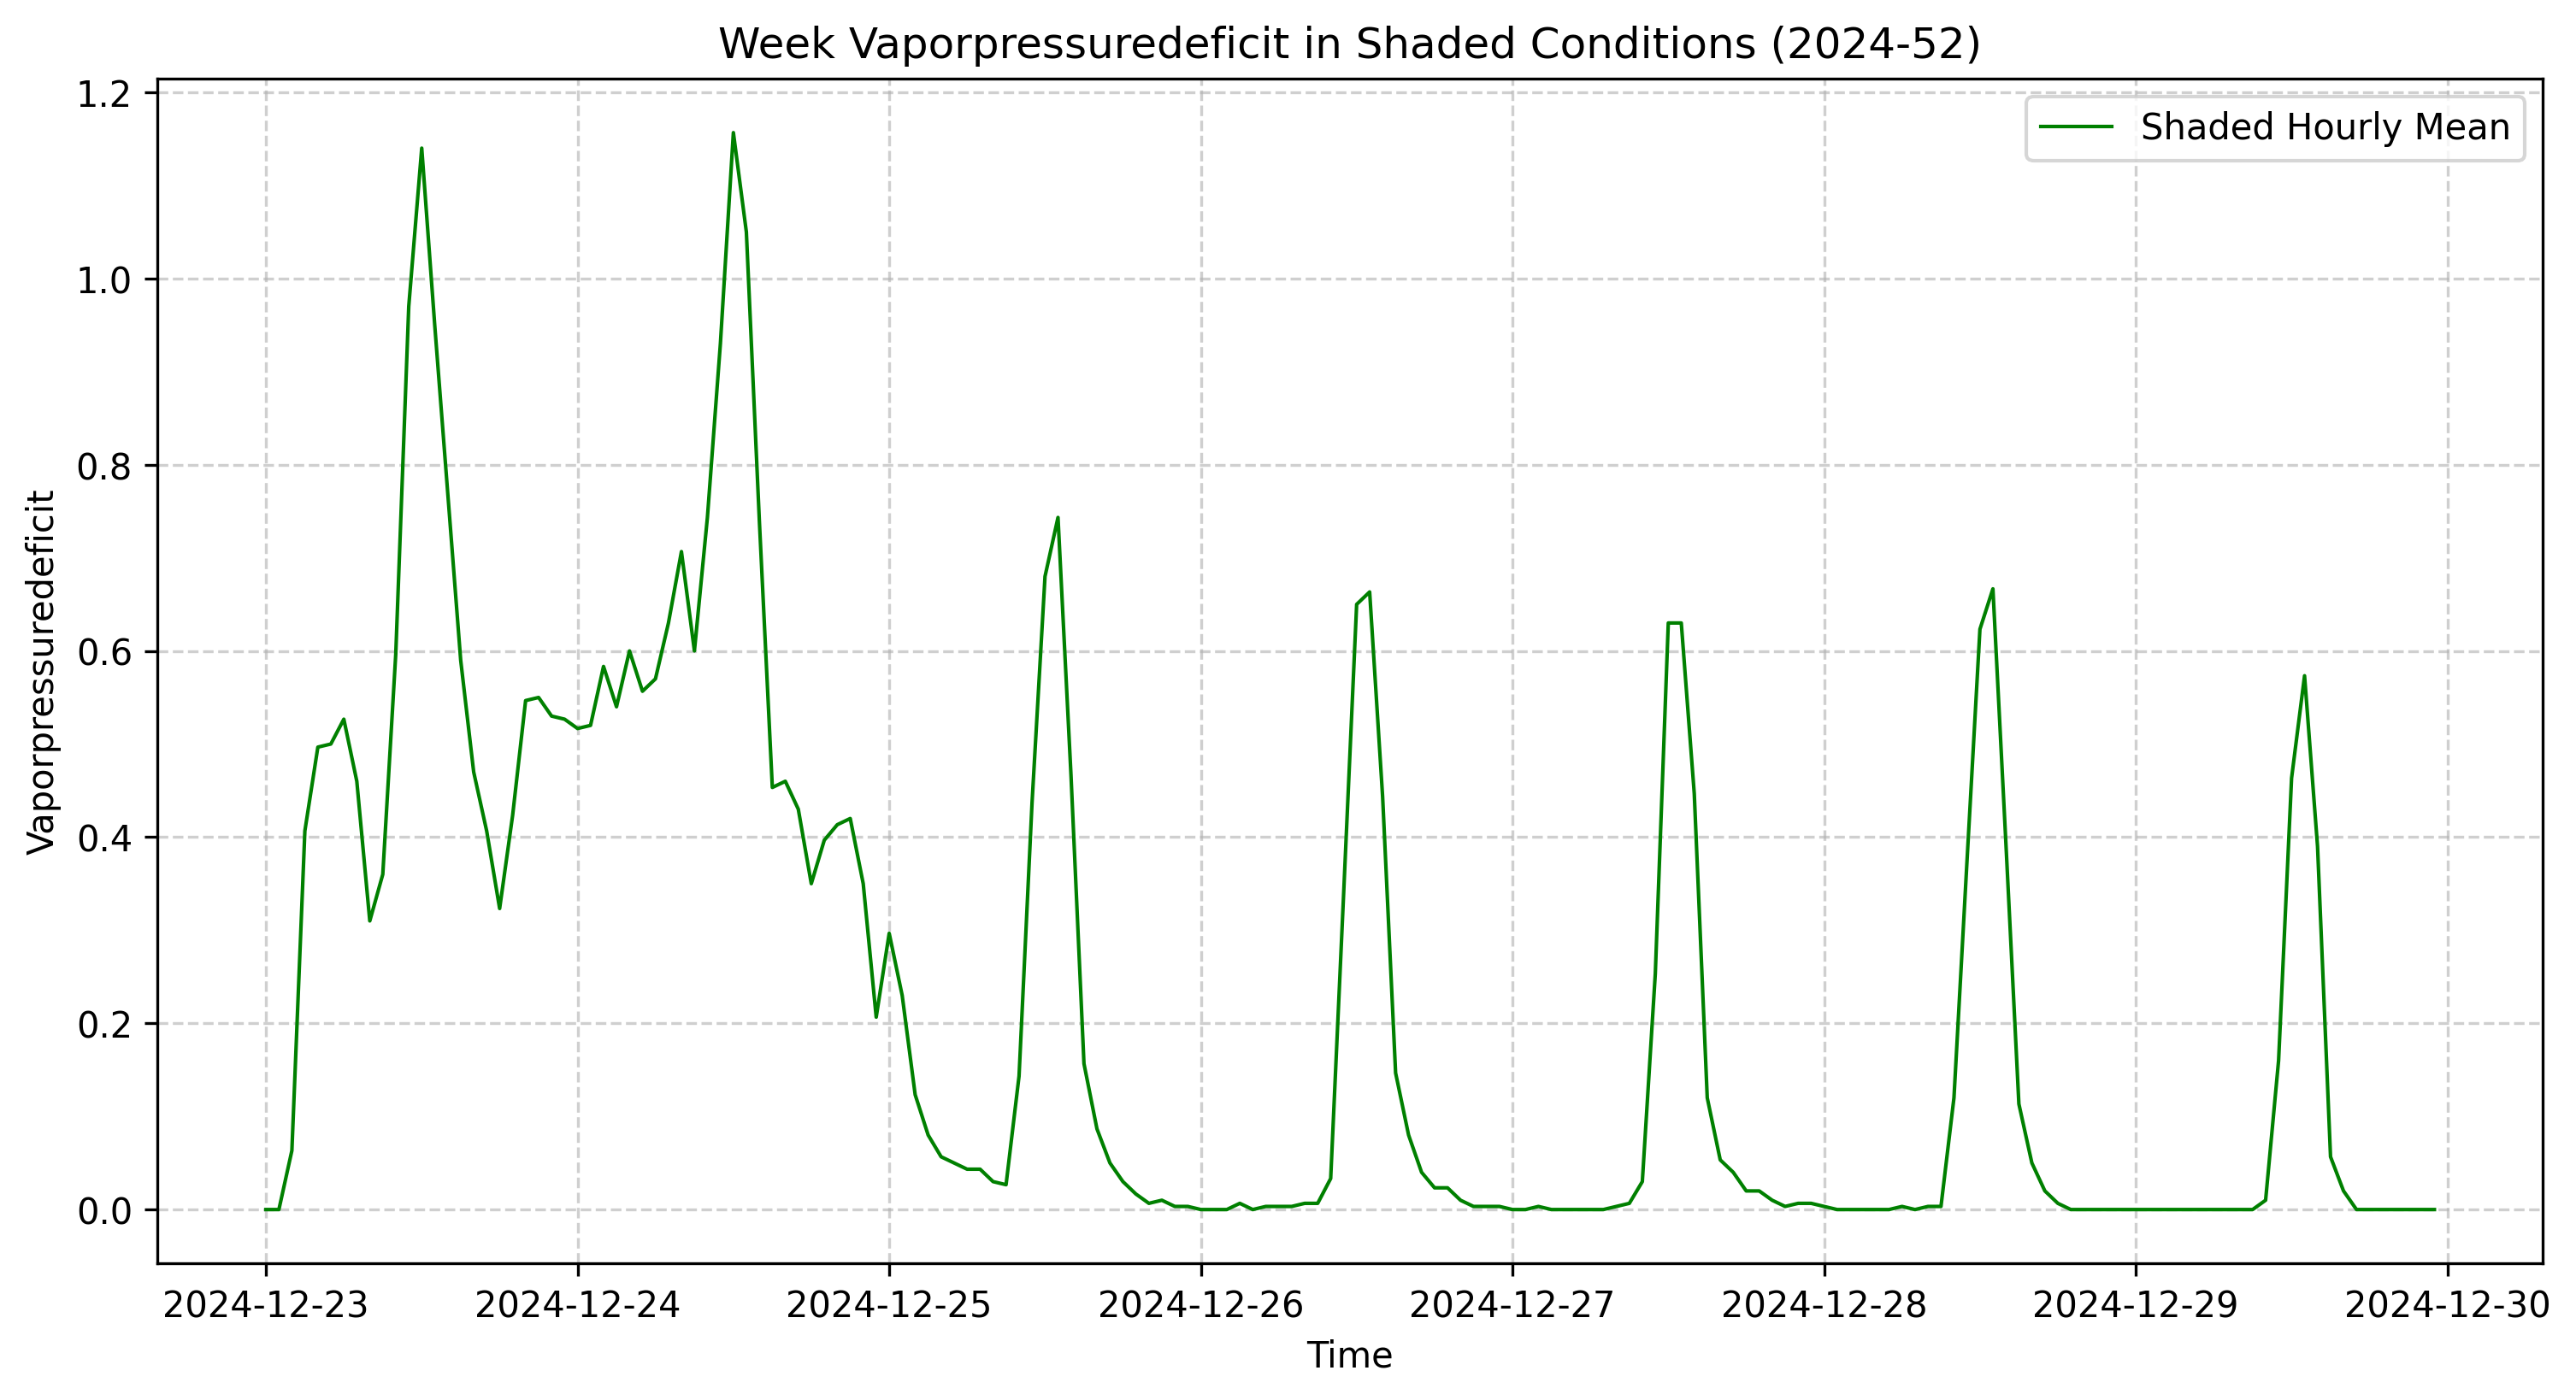 Week Vaporpressuredeficit in Shaded Conditions (2024-52)
Shaded Hourly Mean
Vaporpressuredeficit
1.2
1.0
0.8
0.6
0.4
0.2
0.0
2024-12-23 2024-12-24 2024-12-25 2024-12-26 2024-12-27 2024-12-28 2024-12-29 2024-12-30
Time